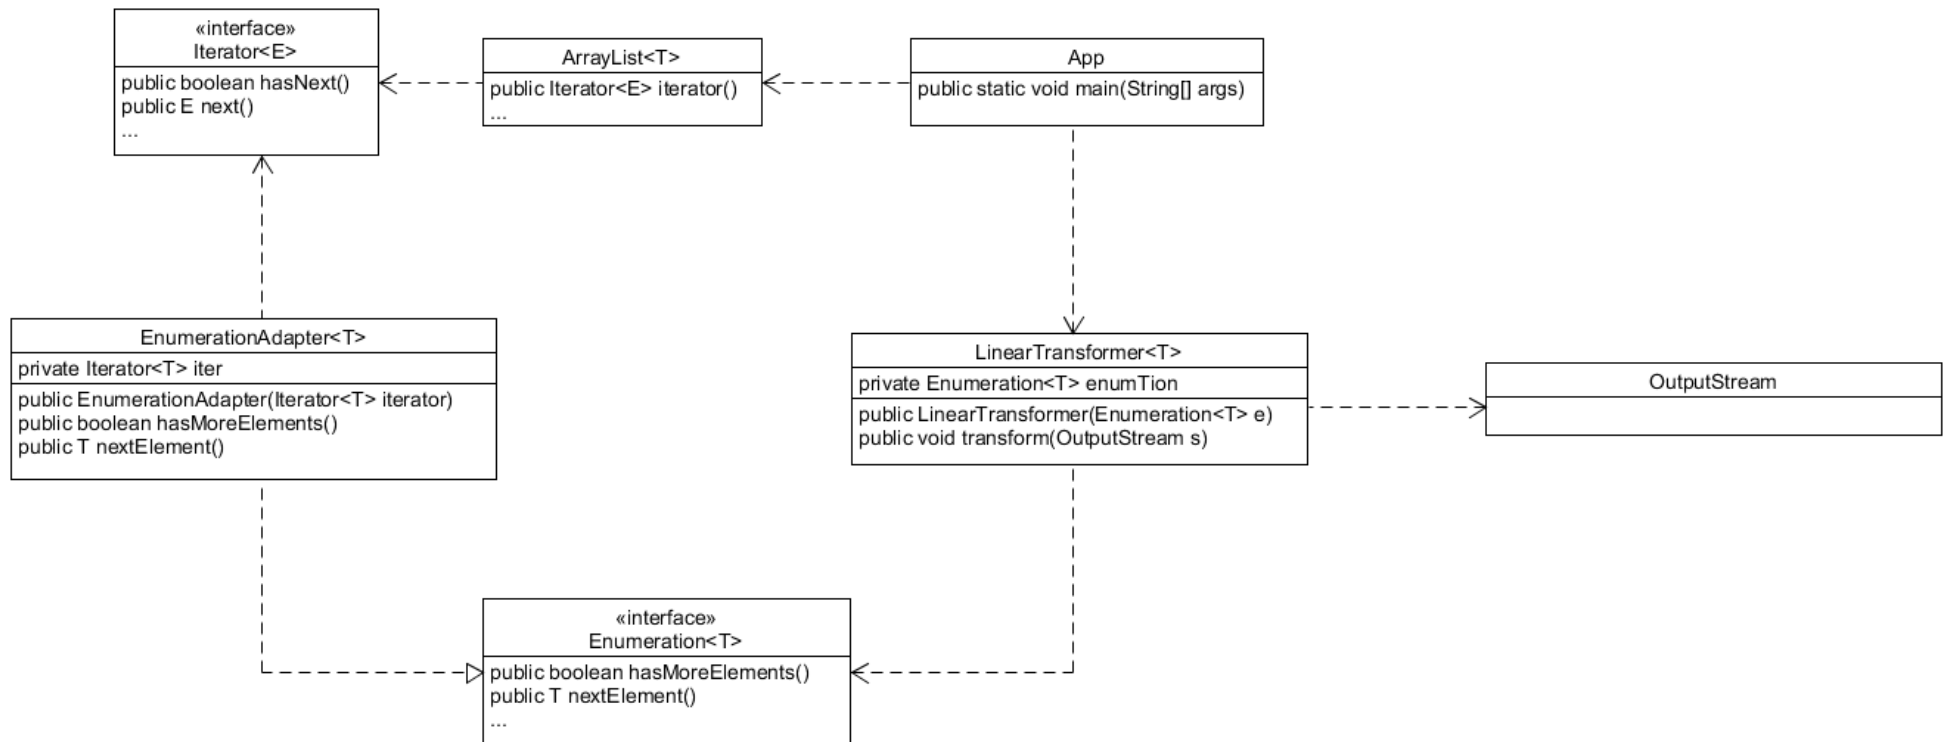 «interface»
Iterator<E>
public boolean hasNext()
public E next()
...
ArrayList<T>
public Iterator<E> iterator()
...
App
public static void main(String[] args)
EnumerationAdapter<T>
private Iterator<T> iter
public EnumerationAdapter(Iterator<T> iterator)
public boolean hasMoreElements()
public T nextElement()
LinearTransformer<T>
private Enumeration<T> enumTion
public LinearTransformer(Enumeration<T> e)
public void transform(OutputStream s)
OutputStream
«interface»
Enumeration<T>
public boolean hasMoreElements()
public T nextElement()
...